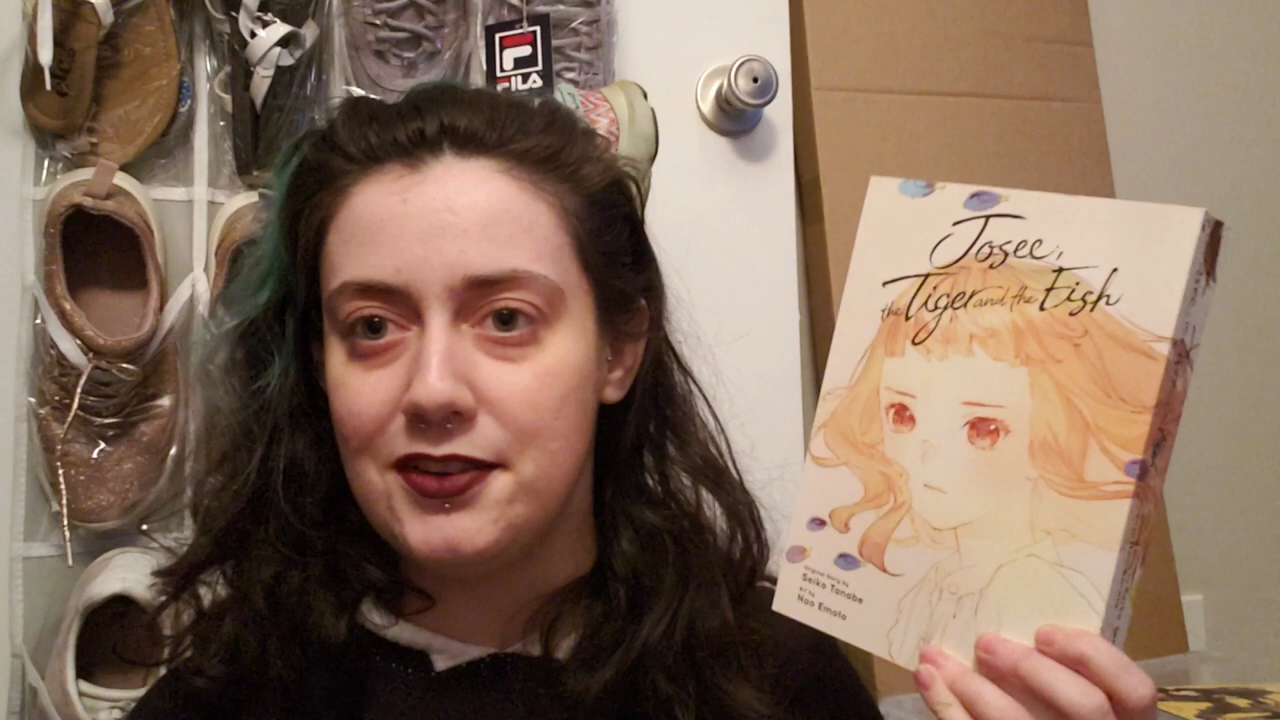 FILA
Josee,
the Tiger and the Fish
Original Story by
Seiko Tanabe
Art by
Nao Emoto